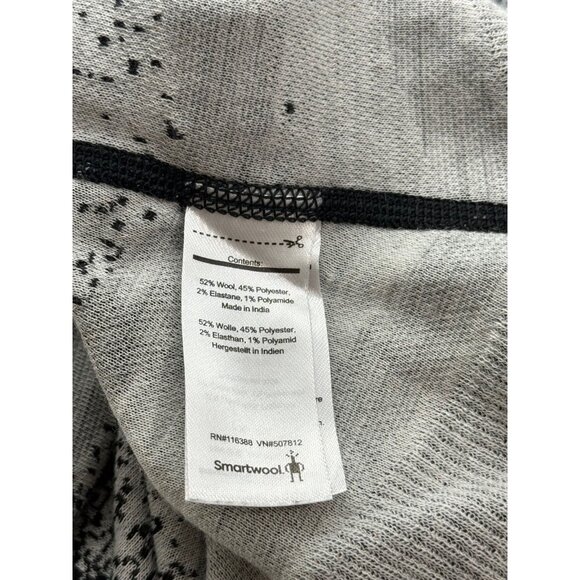 Contents:
52% Wool, 45% Polyester,
2% Elastane, 1% Polyamide
Made in India
52% Wolle, 45% Polyester,
2% Elasthan, 1% Polyamid
Hergestellt in Indien
RN#116388 VN#507812
Smartwool.